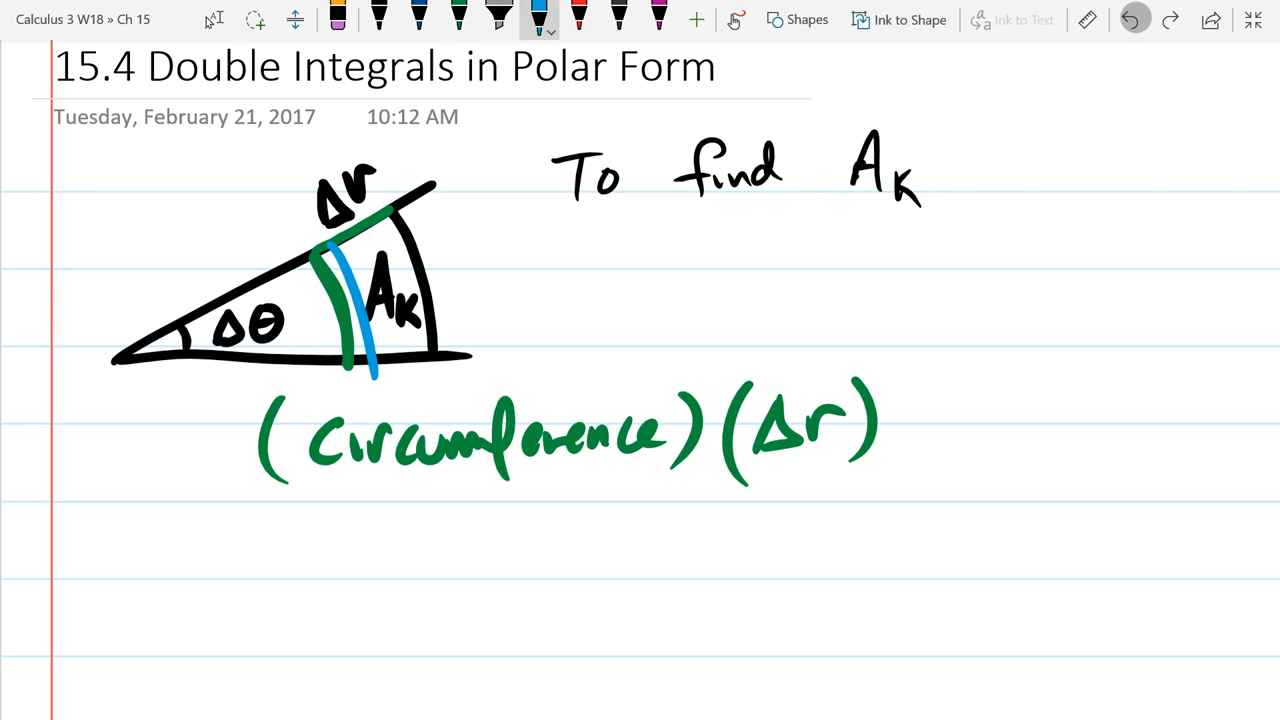 Calculus 3 W18 » Ch 15
Shapes
Ink to Shape
Ink to Text
15.4 Double Integrals in Polar Form
Tuesday, February 21, 2017 10:12 AM
To find AK
Δr
Δθ
AK
(circumference)(Δr)